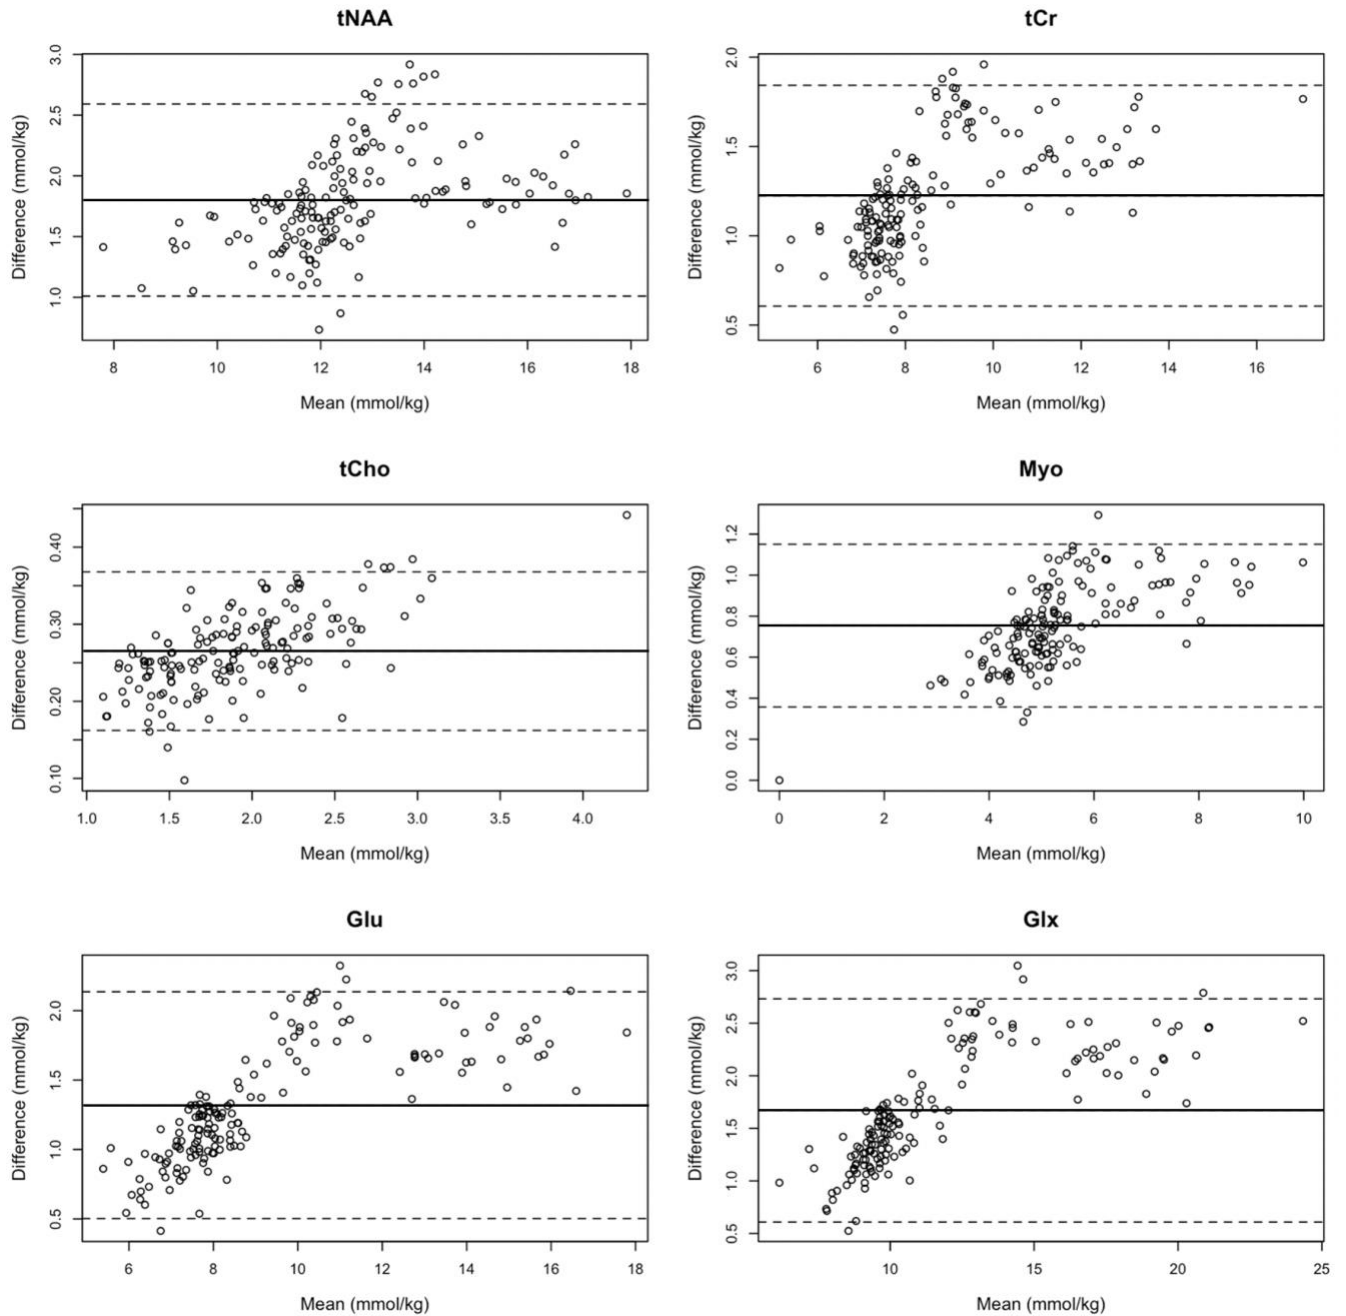 tNAA
3.0
2.5
2.0
1.5
1.0
Difference (mmol/kg)
8 10 12 14 16 18
Mean (mmol/kg)
tCr
2.0
1.5
1.0
0.5
Difference (mmol/kg)
6 8 10 12 14 16
Mean (mmol/kg)
tCho
0.40
0.30
0.20
0.10
Difference (mmol/kg)
1.0 1.5 2.0 2.5 3.0 3.5 4.0
Mean (mmol/kg)
Myo
1.2
1.0
0.8
0.6
0.4
0.2
0.0
Difference (mmol/kg)
0 2 4 6 8 10
Mean (mmol/kg)
Glu
2.0
1.5
1.0
0.5
Difference (mmol/kg)
6 8 10 12 14 16 18
Mean (mmol/kg)
Glx
3.0
2.5
2.0
1.5
1.0
0.5
Difference (mmol/kg)
10 15 20 25
Mean (mmol/kg)